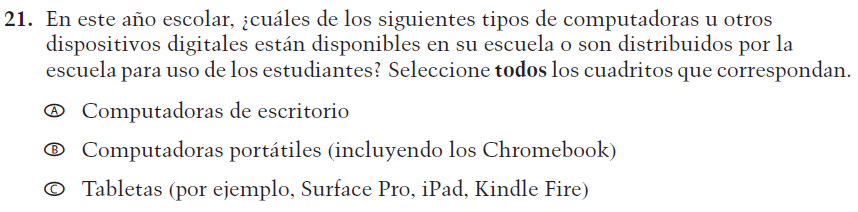 21. En este año escolar, ¿cuáles de los siguientes tipos de computadoras u otros
dispositivos digitales están disponibles en su escuela o son distribuidos por la
escuela para uso de los estudiantes? Seleccione todos los cuadritos que correspondan.
Ⓐ Computadoras de escritorio
Ⓑ Computadoras portátiles (incluyendo los Chromebook)
Ⓒ Tabletas (por ejemplo, Surface Pro, iPad, Kindle Fire)